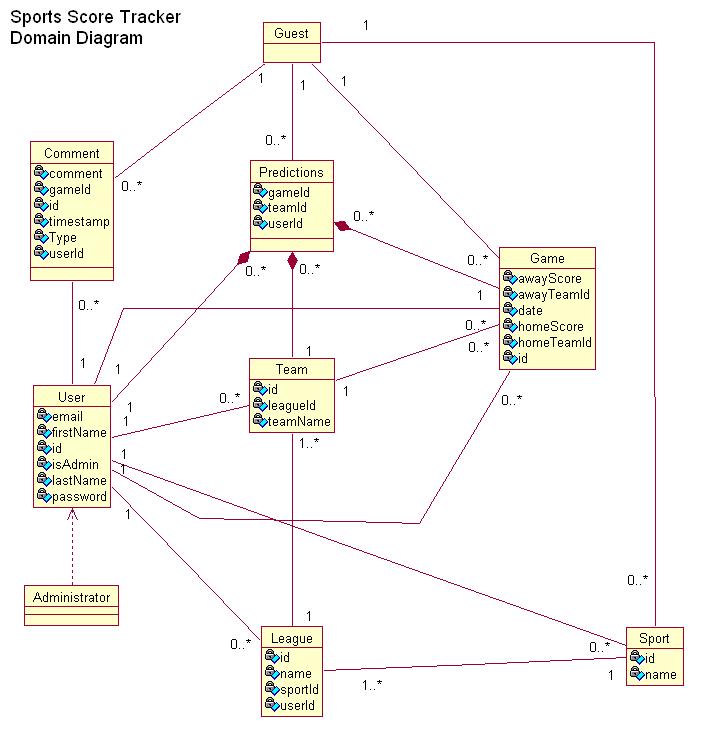 Sports Score Tracker
Domain Diagram
Guest
1
1
1
1
0..*
Comment
comment
gameId
id
timestamp
Type
userId
0..*
Predictions
gameId
teamId
userId
0..*
0..*
0..*
0..*
Game
awayScore
awayTeamId
date
homeScore
homeTeamId
id
1
0..*
0..*
0..*
1
1
1
Team
id
leagueId
teamName
1
0..*
1..*
0..*
User
email
firstName
id
isAdmin
lastName
password
1
1
1
1
1
Administrator
0..*
1
League
id
name
sportId
userId
1..*
0..*
0..*
1
Sport
id
name